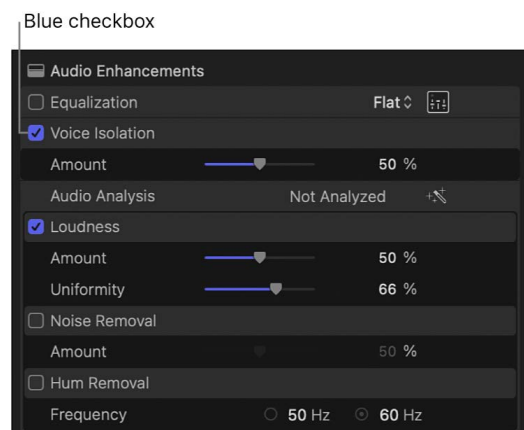 Blue checkbox
Audio Enhancements
Equalization Flat
Voice Isolation
Amount 50 %
Audio Analysis Not Analyzed
Loudness
Amount 50 %
Uniformity 66 %
Noise Removal
Amount 50 %
Hum Removal
Frequency 50 Hz 60 Hz